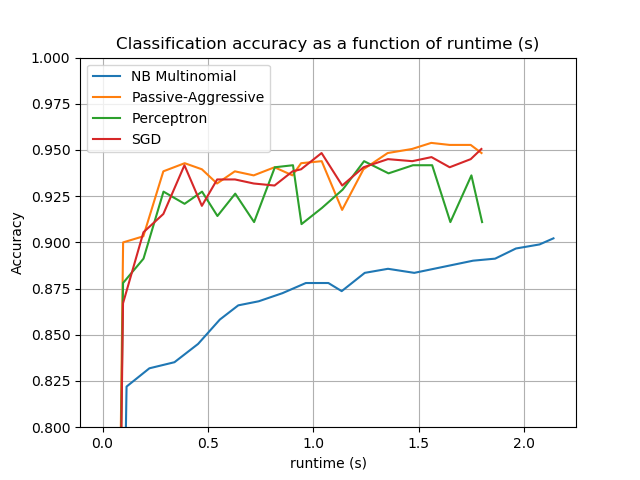 Classification accuracy as a function of runtime (s)
1.000
0.975
0.950
0.925
0.900
0.875
0.850
0.825
0.800
Accuracy
NB Multinomial
Passive-Aggressive
Perceptron
SGD
0.0 0.5 1.0 1.5 2.0
runtime (s)